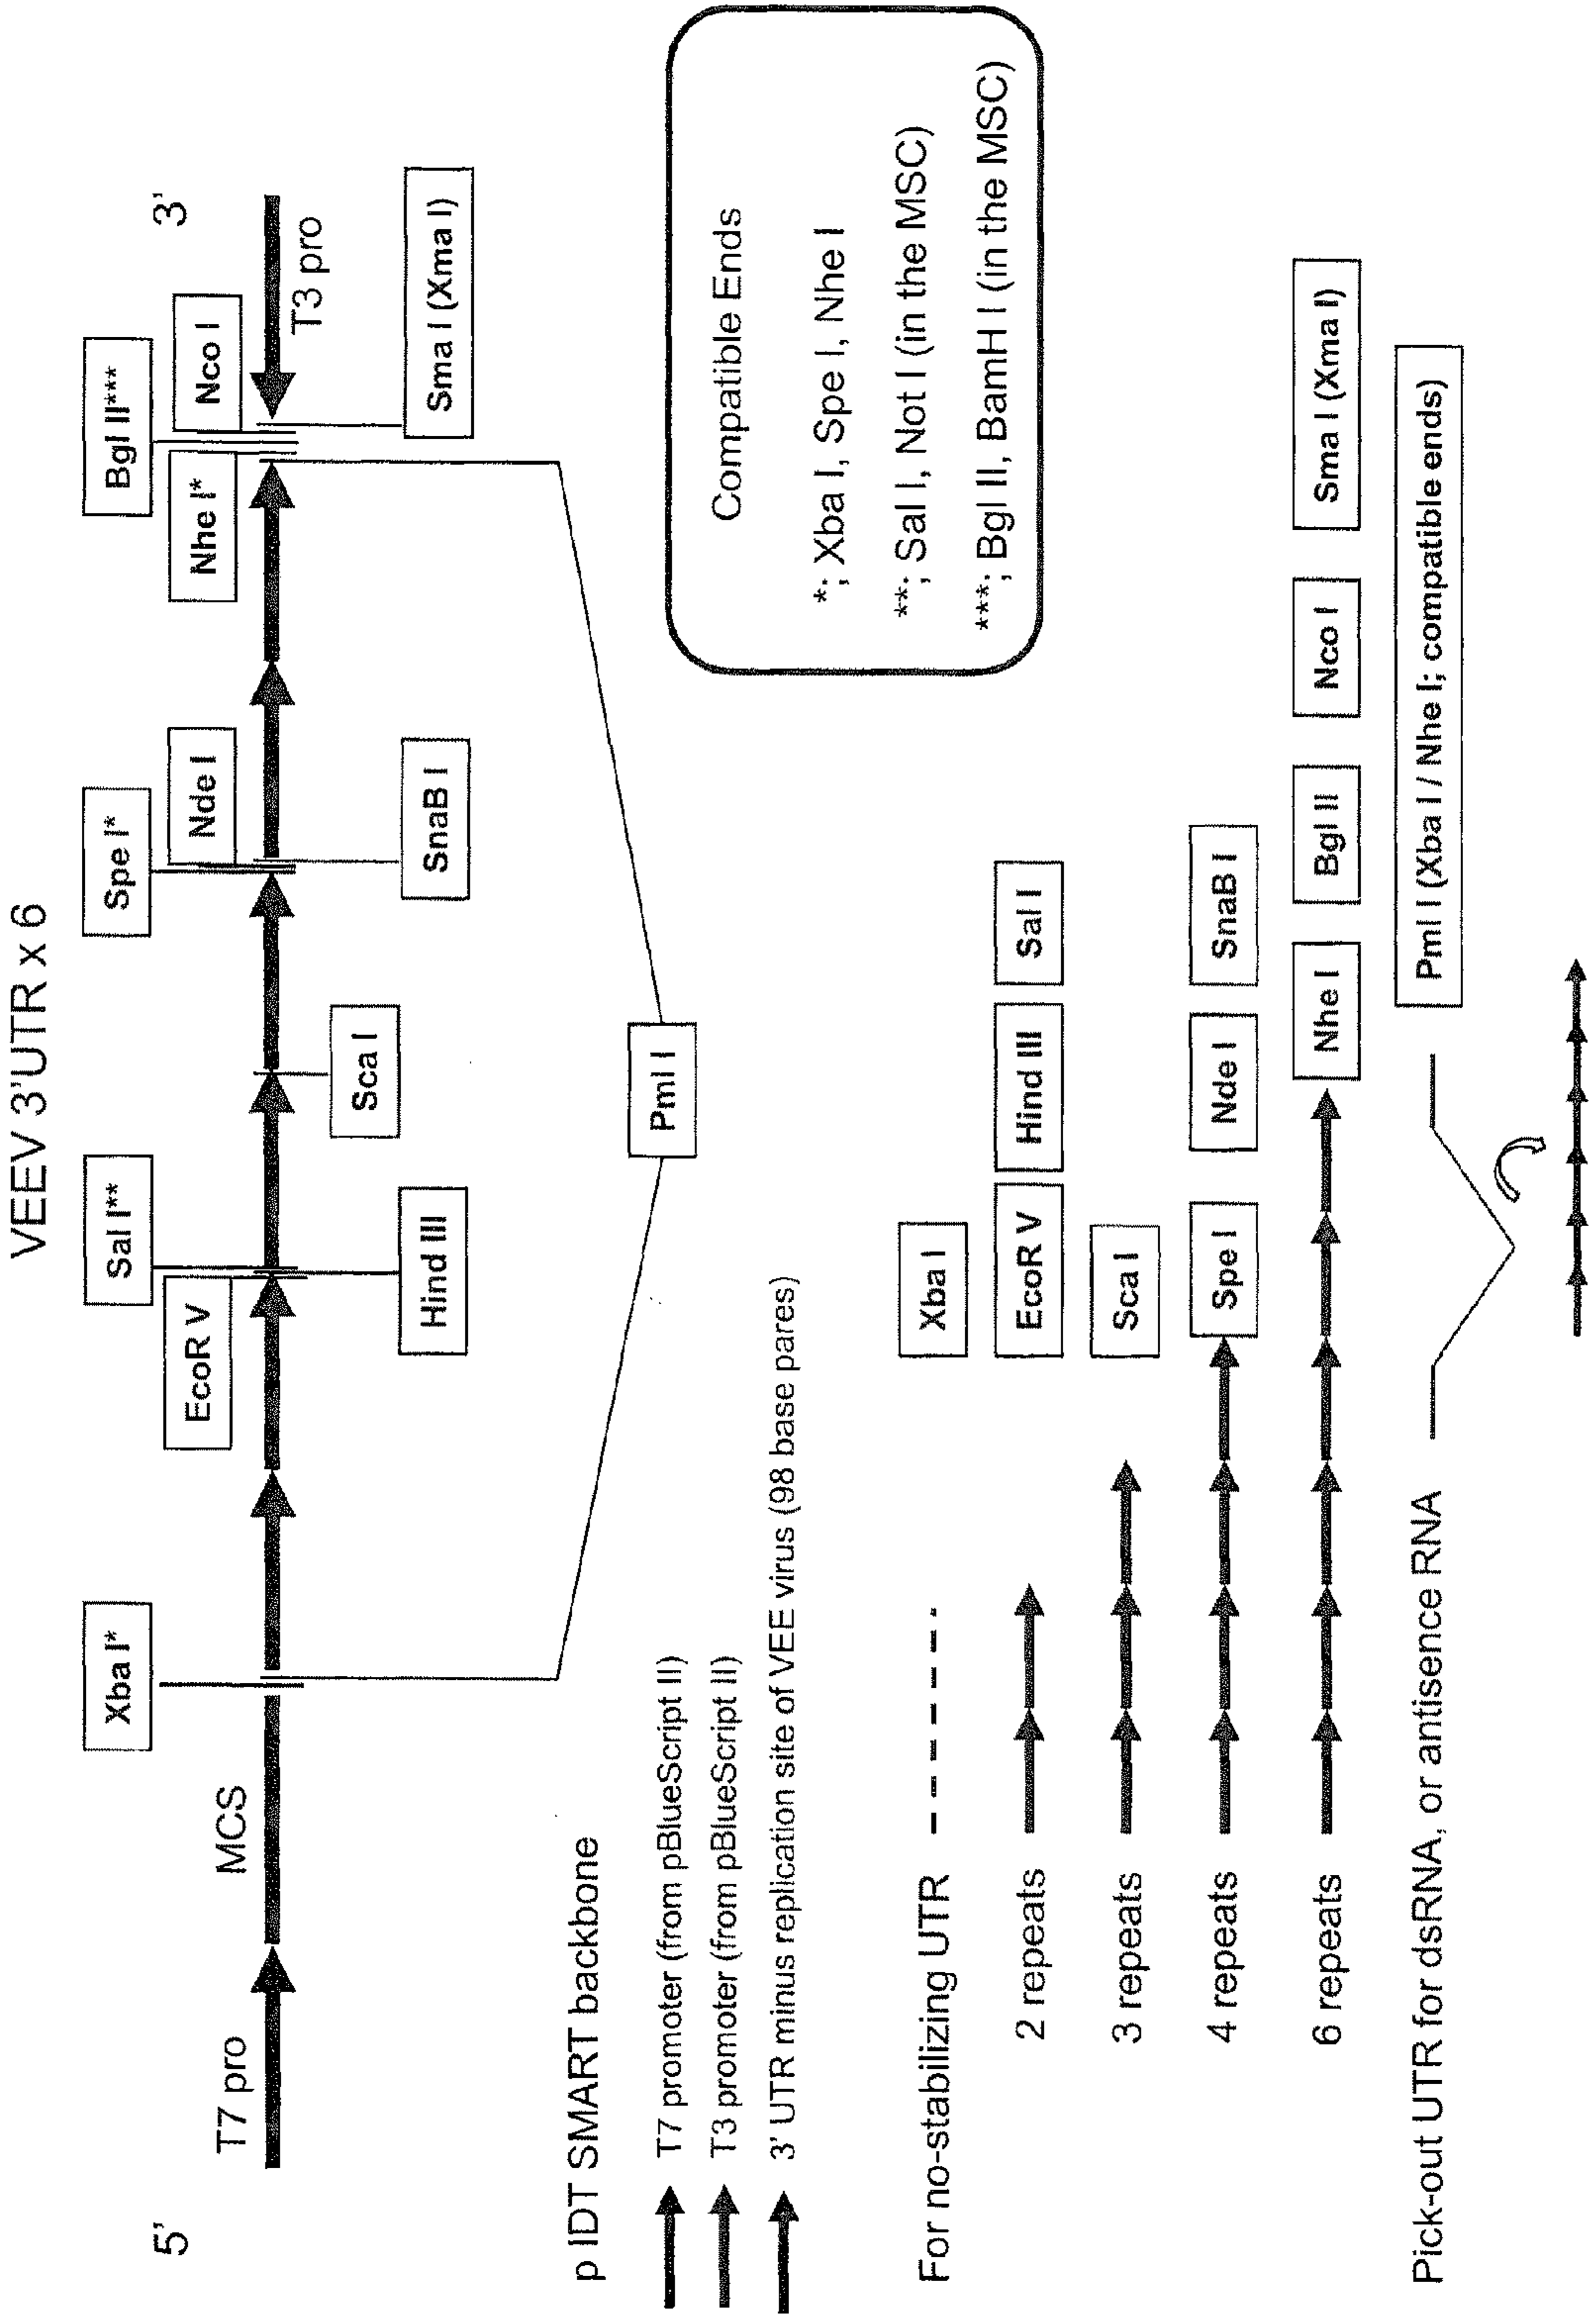 VEEV 3'UTR x 6
5'
T7 pro
MCS
Xba I*
EcoR V
Sal I**
Hind III
Sca I
Spe I*
Nde I
SnaB I
Nhe I*
Bgl II***
Nco I
3'
T3 pro
Sma I (Xma I)
Pml I
p IDT SMART backbone
T7 promoter (from pBlueScript II)
T3 promoter (from pBlueScript II)
3' UTR minus replication site of VEE virus (98 base pares)
Compatible Ends
*; Xba I, Spe I, Nhe I
**; Sal I, Not I (in the MSC)
***; Bgl II, BamH I (in the MSC)
For no-stabilizing UTR
Xba I
2 repeats
EcoR V
Hind III
Sal I
3 repeats
Sca I
4 repeats
Spe I
Nde I
SnaB I
6 repeats
Nhe I
Bgl II
Nco I
Sma I (Xma I)
Pick-out UTR for dsRNA, or antisence RNA
Pml I (Xba I / Nhe I; compatible ends)